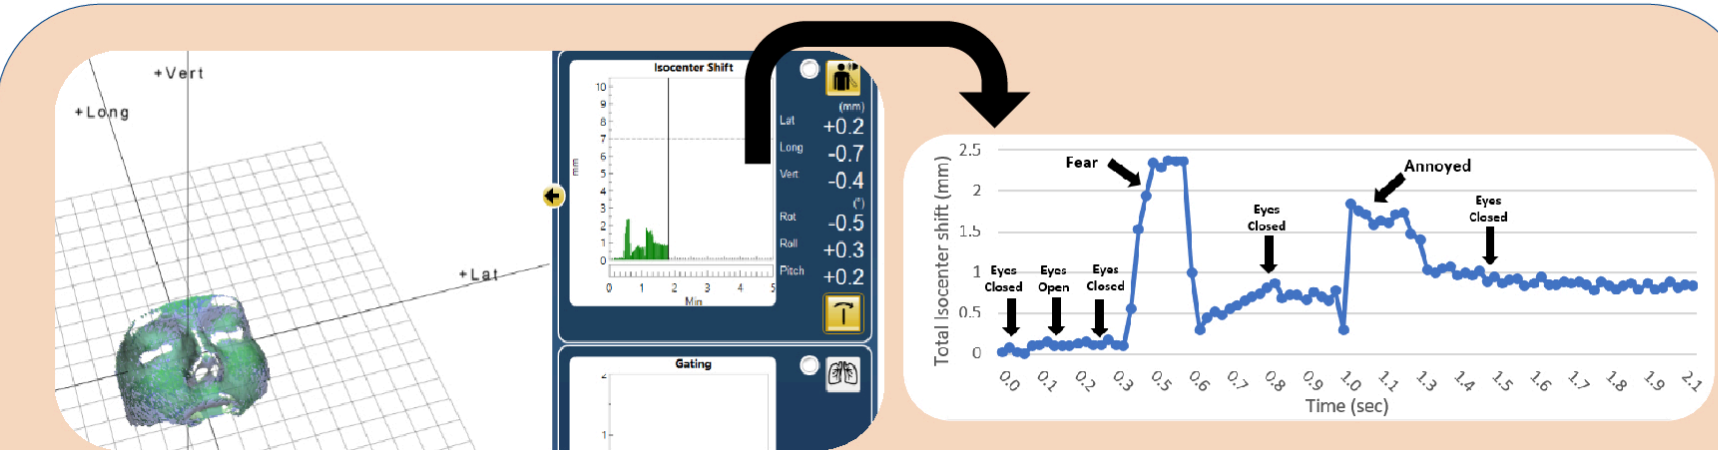 +Vert
+Long
+Lat
Isocenter Shift
10
9
8
7
6
5
4
3
2
1
0
mm
0 1 2 3 4 5
Min
(mm)
Lat +0.2
Long -0.7
Vert -0.4
(°)
Rot -0.5
Roll +0.3
Pitch +0.2
Gating
2
1
Total Isocenter shift (mm)
2.5
2
1.5
1
0.5
0
Fear
Annoyed
Eyes
Closed
Eyes
Open
Eyes
Closed
Eyes
Closed
Eyes
Closed
0.0 0.1 0.2 0.3 0.5 0.6 0.7 0.8 0.9 1.0 1.1 1.3 1.4 1.5 1.6 1.7 1.8 1.9 2.1
Time (sec)